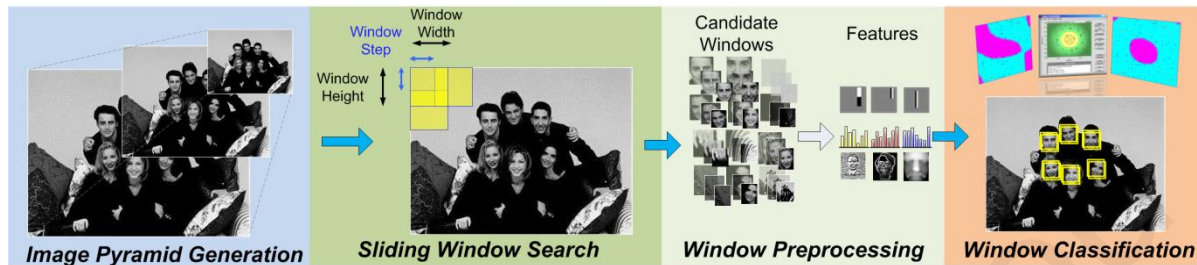 Window
Width
Window
Step
Window
Height
Candidate
Windows
Features
Image Pyramid Generation
Sliding Window Search
Window Preprocessing
Window Classification